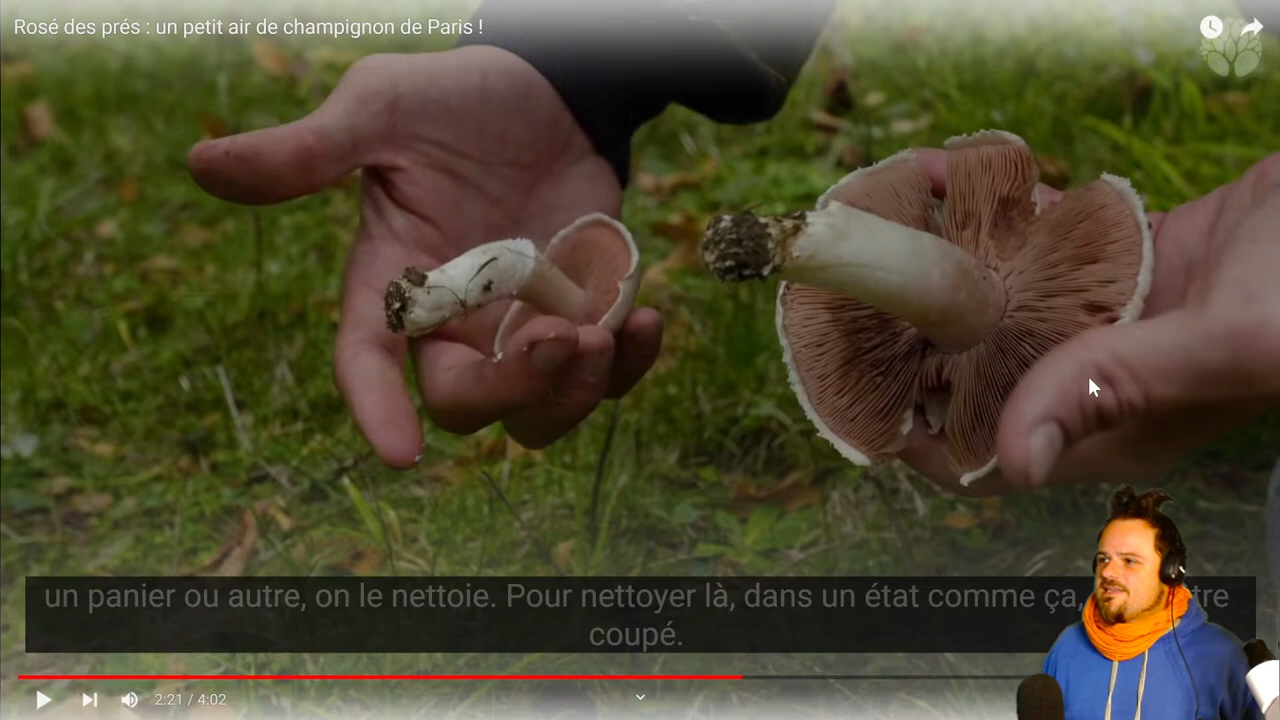 Rosé des prés : un petit air de champignon de Paris !
un panier ou autre, on le nettoie. Pour nettoyer là, dans un état comme ça, tre
coupé.
2:21 / 4:02